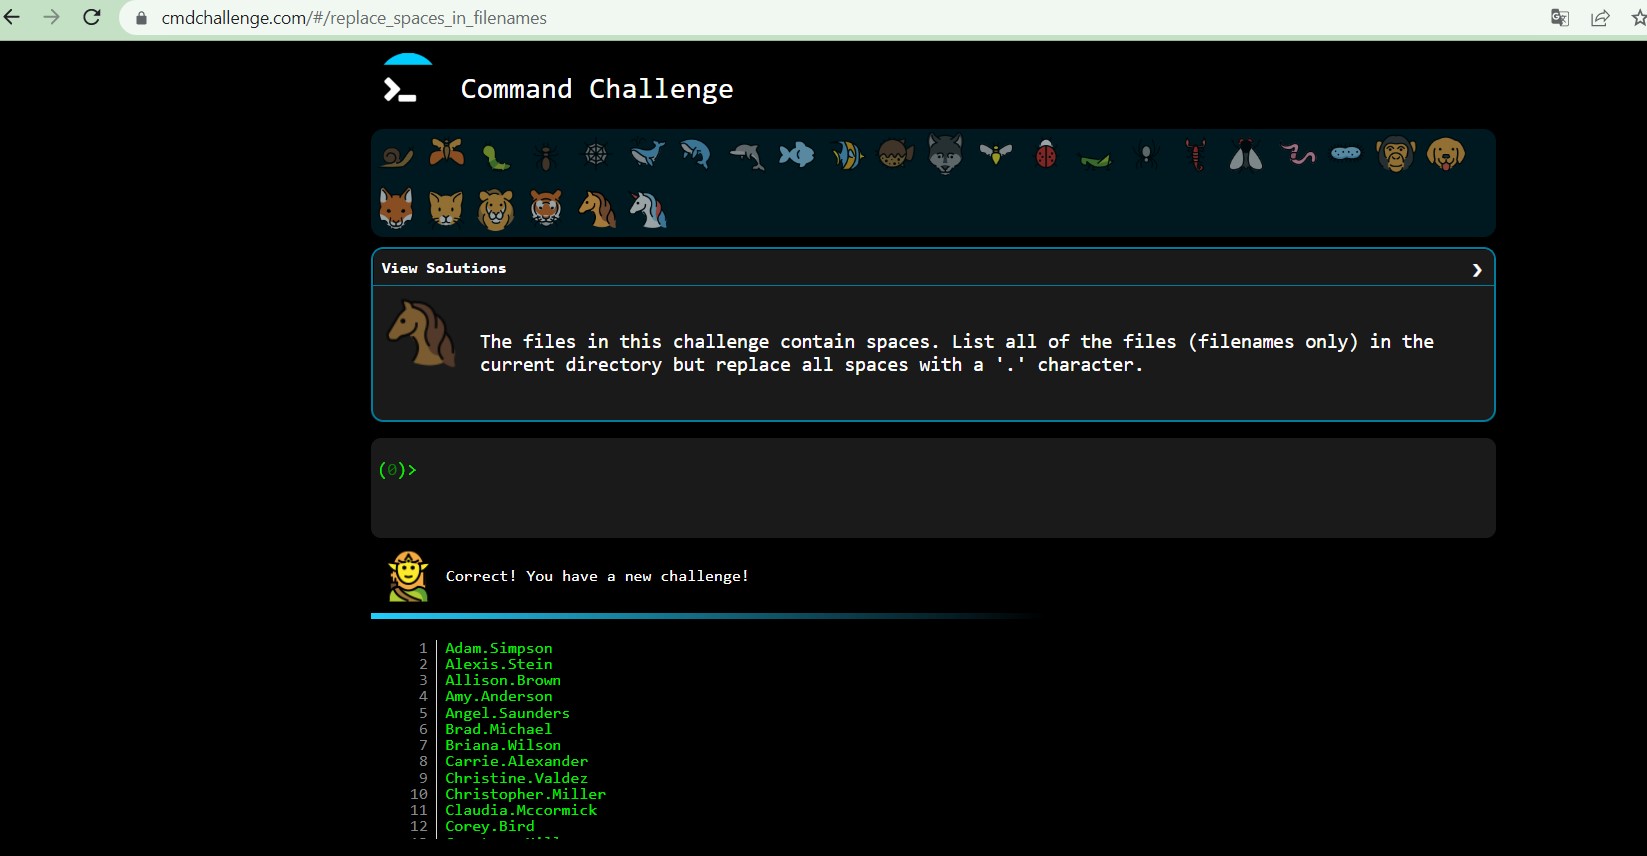 cmdchallenge.com/#/replace_spaces_in_filenames
Command Challenge
View Solutions
The files in this challenge contain spaces. List all of the files (filenames only) in the
current directory but replace all spaces with a '.' character.
(0)>
Correct! You have a new challenge!
1 Adam.Simpson
2 Alexis.Stein
3 Allison.Brown
4 Amy.Anderson
5 Angel.Saunders
6 Brad.Michael
7 Briana.Wilson
8 Carrie.Alexander
9 Christine.Valdez
10 Christopher.Miller
11 Claudia.Mccormick
12 Corey.Bird